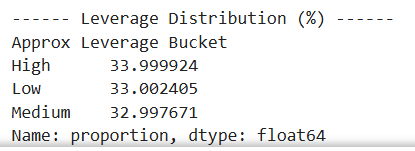 ------ Leverage Distribution (%) ------
Approx Leverage Bucket
High      33.999924
Low       33.002405
Medium    32.997671
Name: proportion, dtype: float64